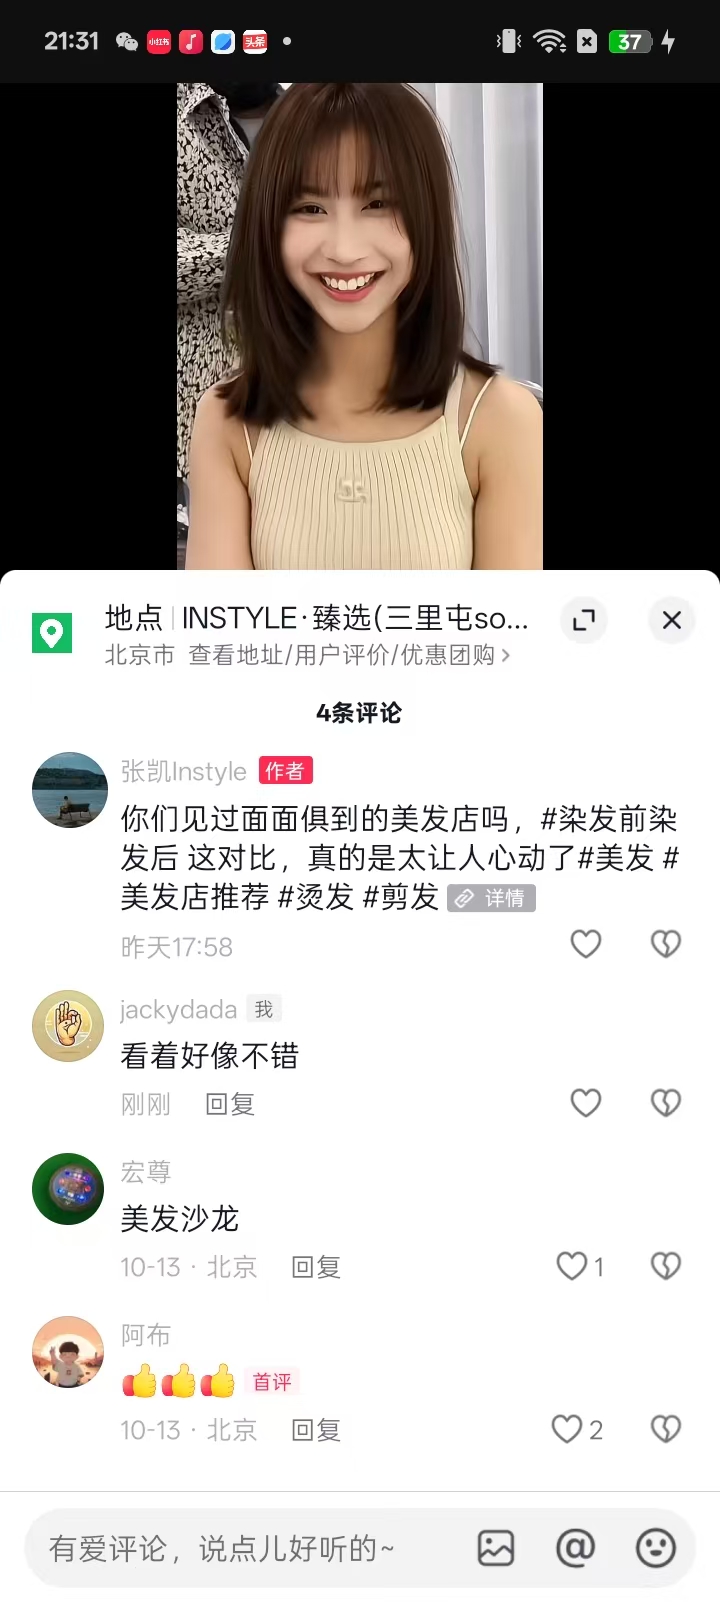 21:31
小红书
头条
37
地点 | INSTYLE·臻选(三里屯so...
北京市 查看地址/用户评价/优惠团购 >
4条评论
张凯Instyle 作者
你们见过面面俱到的美发店吗，#染发前染
发后 这对比，真的是太让人心动了#美发 #
美发店推荐 #烫发 #剪发 详情
昨天17:58
jackydada 我
看着好像不错
刚刚 回复
宏尊
美发沙龙
10-13 · 北京 回复 1
阿布
👍👍👍 首评
10-13 · 北京 回复 2
有爱评论，说点儿好听的~